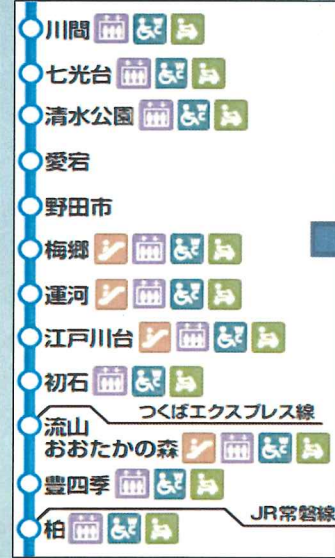 川間
七光台
清水公園
愛宕
野田市
梅郷
運河
江戸川台
初石
つくばエクスプレス線
流山
おおたかの森
豊四季
JR常磐線
柏